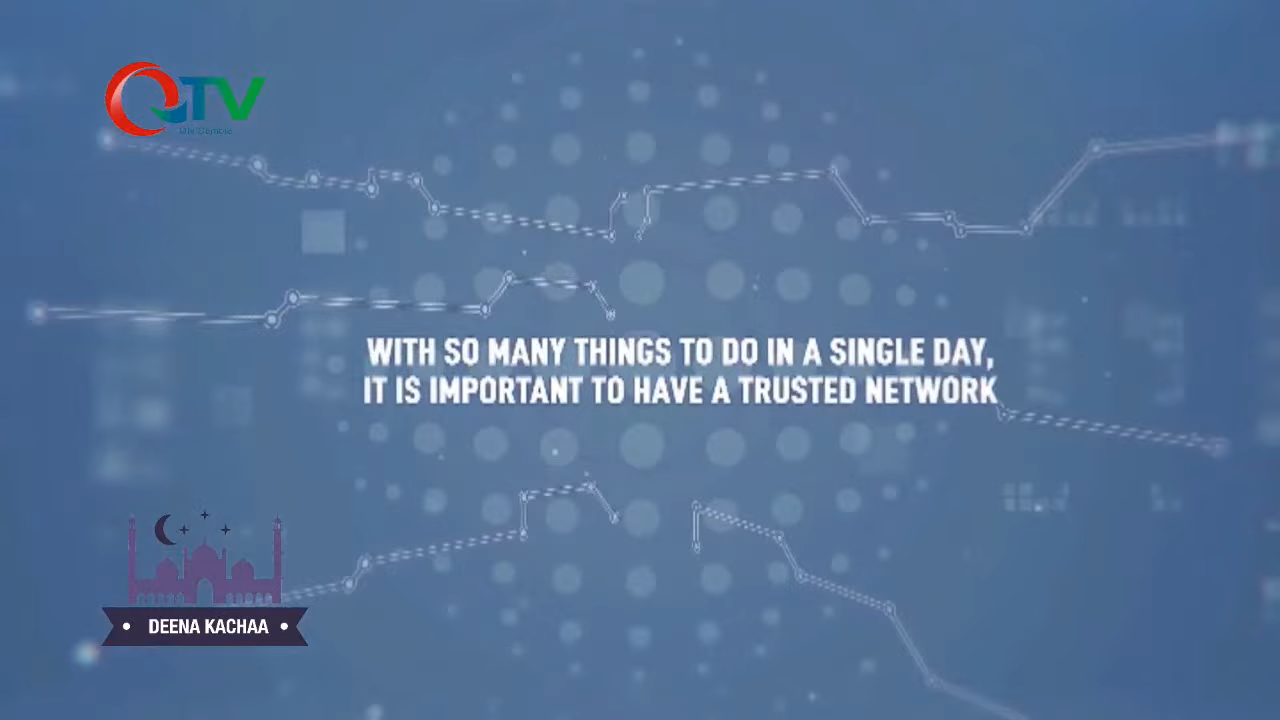 QTV
WITH SO MANY THINGS TO DO IN A SINGLE DAY,
IT IS IMPORTANT TO HAVE A TRUSTED NETWORK
• DEENA KACHAA •